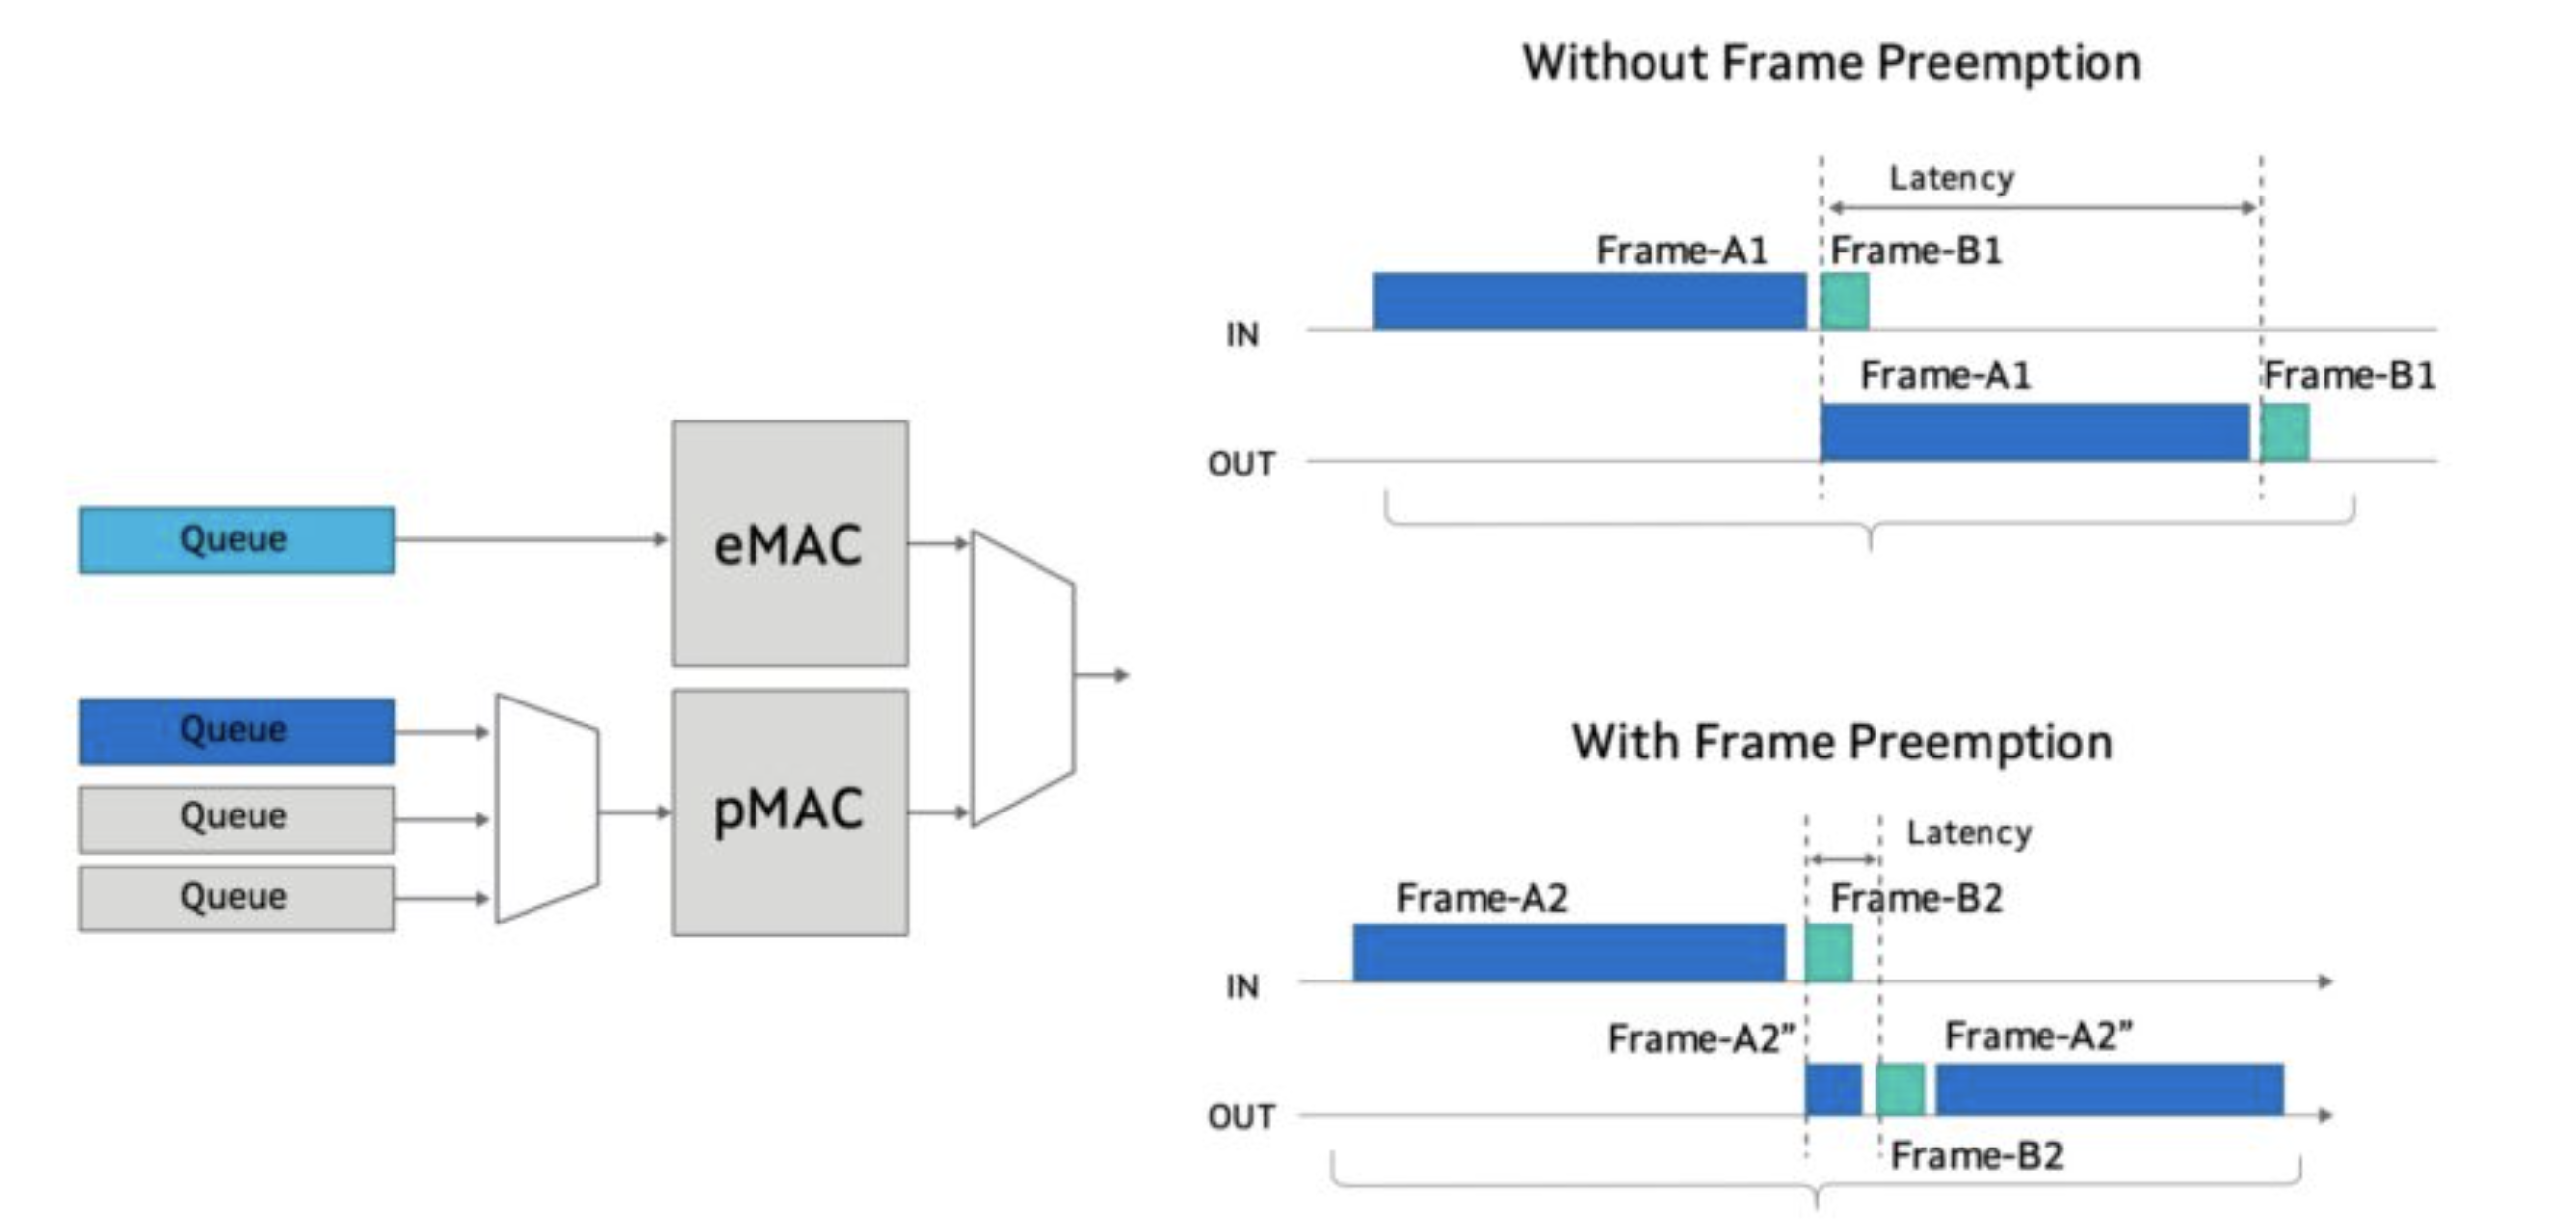 Without Frame Preemption
Latency
Frame-A1 Frame-B1
IN
Frame-A1 Frame-B1
OUT
Queue
eMAC
Queue
Queue
Queue
pMAC
With Frame Preemption
Latency
Frame-A2 Frame-B2
IN
Frame-A2” Frame-A2”
OUT
Frame-B2